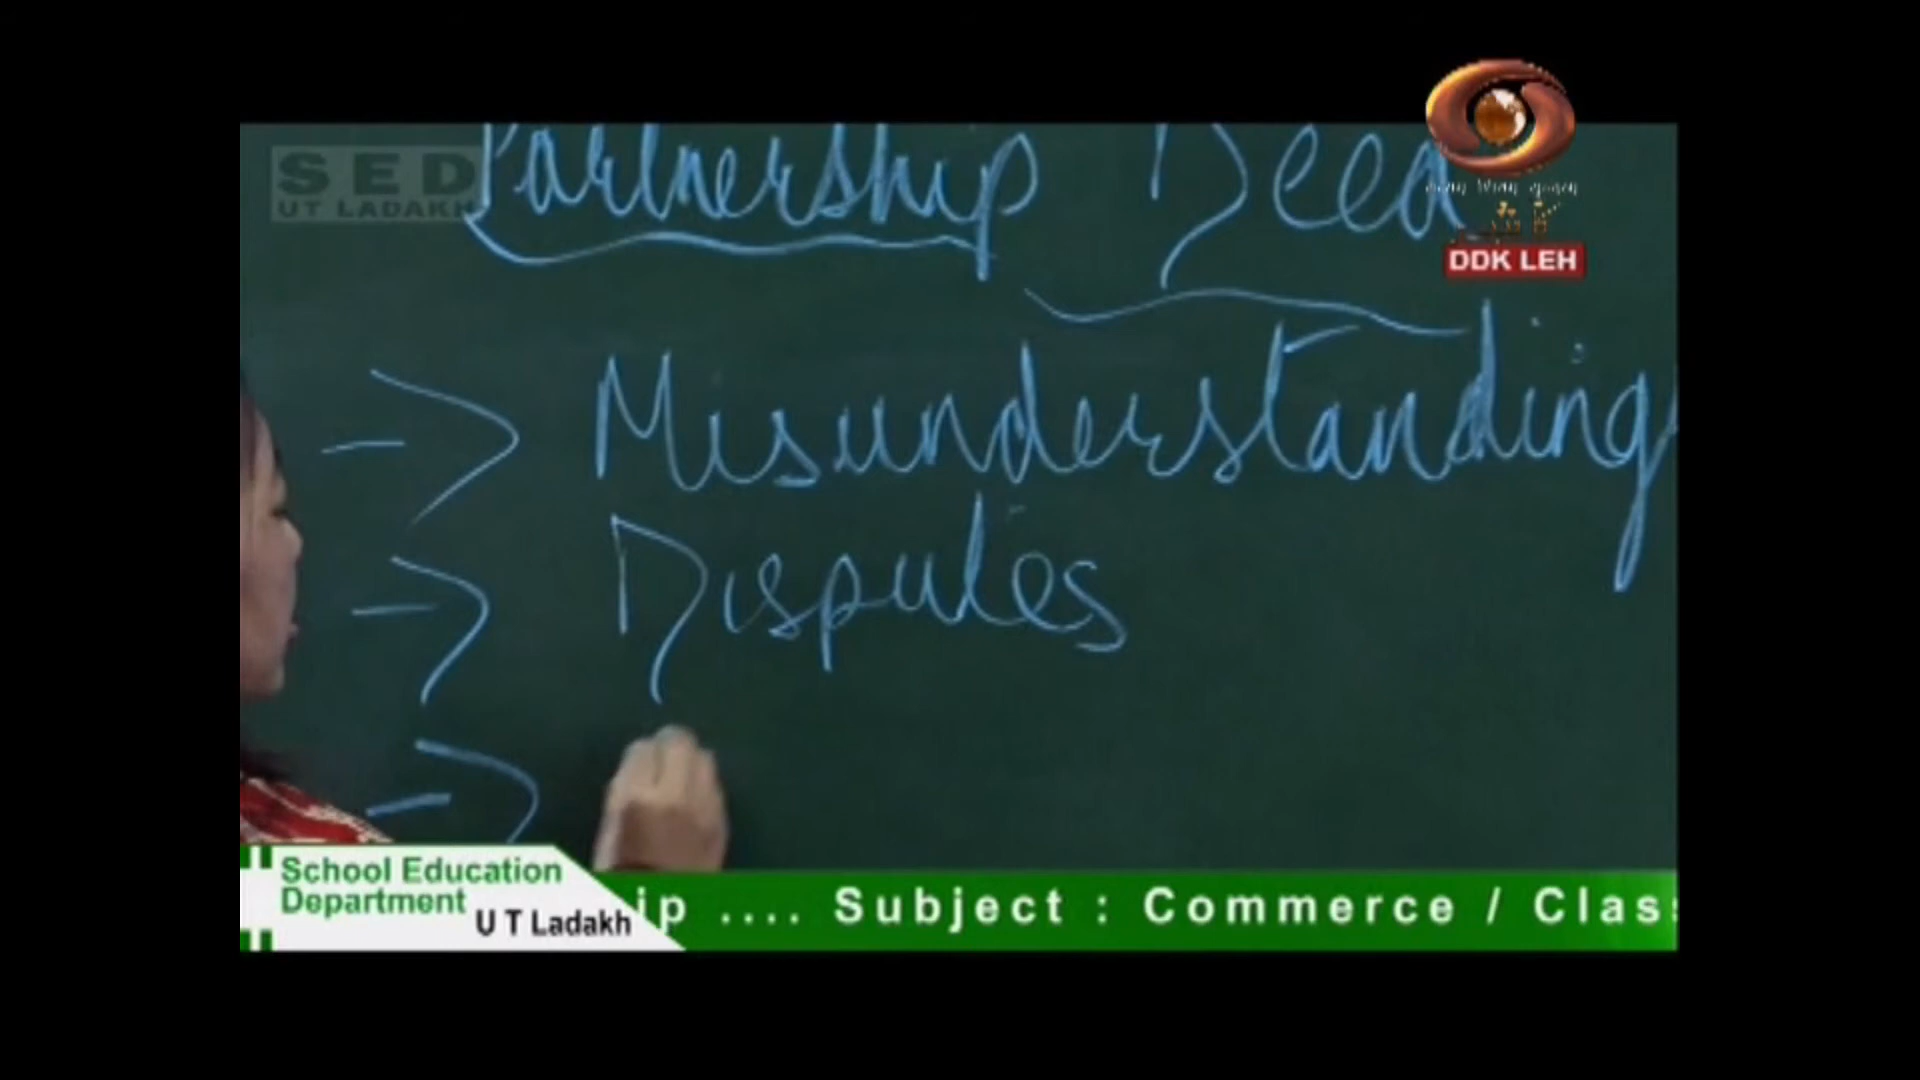 SED
UT LADAKH
Partnership Deed
DDK LEH
→ Misunderstanding
→ Disputes
→
School Education
Department
U T Ladakh
ip .... Subject : Commerce / Clas